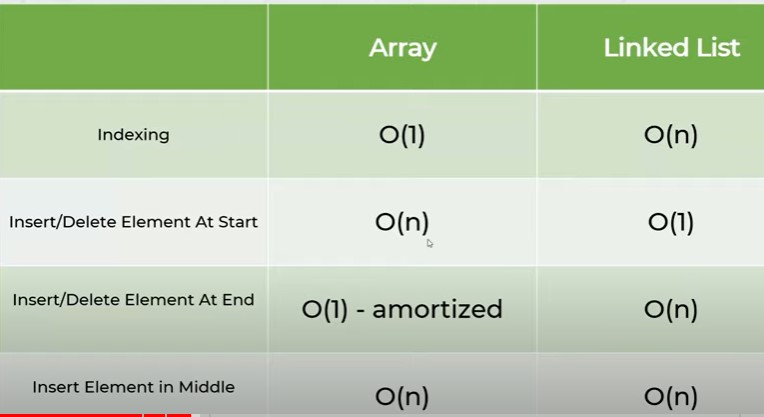 Array Linked List
Indexing O(1) O(n)
Insert/Delete Element At Start O(n) O(1)
Insert/Delete Element At End O(1) - amortized O(n)
Insert Element in Middle O(n) O(n)